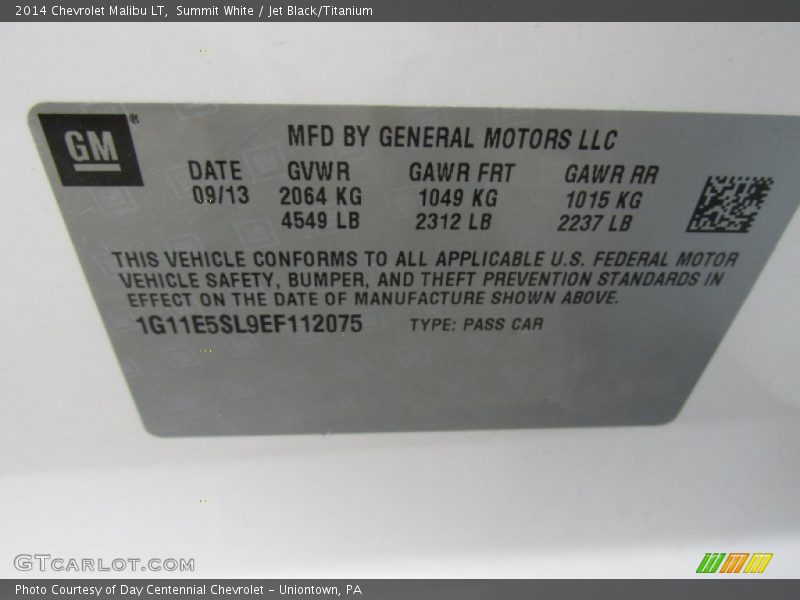 2014 Chevrolet Malibu LT, Summit White / Jet Black/Titanium
GM®
MFD BY GENERAL MOTORS LLC
DATE GVWR GAWR FRT GAWR RR
09/13 2064 KG 1049 KG 1015 KG
4549 LB 2312 LB 2237 LB
THIS VEHICLE CONFORMS TO ALL APPLICABLE U.S. FEDERAL MOTOR
VEHICLE SAFETY, BUMPER, AND THEFT PREVENTION STANDARDS IN
EFFECT ON THE DATE OF MANUFACTURE SHOWN ABOVE.
1G11E5SL9EF112075 TYPE: PASS CAR
GTCARLOT.COM
Photo Courtesy of Day Centennial Chevrolet - Uniontown, PA